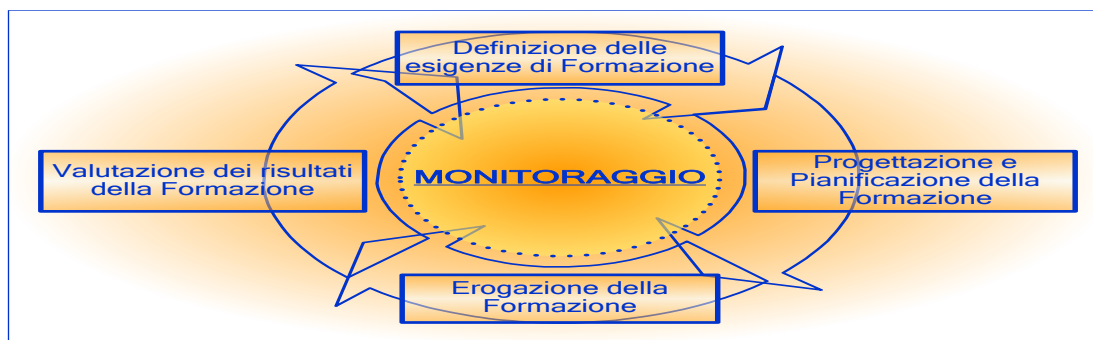 Definizione delle
esigenze di Formazione
Valutazione dei risultati
della Formazione
MONITORAGGIO
Progettazione e
Pianificazione della
Formazione
Erogazione della
Formazione